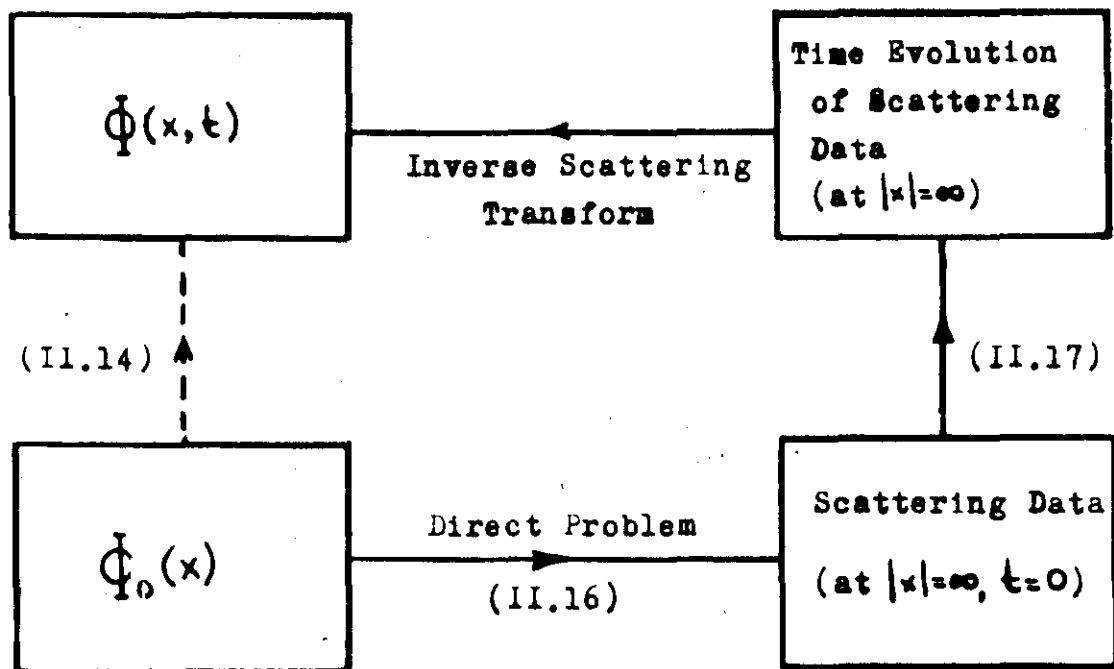 Φ(x,t)
Time Evolution
of Scattering
Data
(at |x|=∞)
Inverse Scattering
Transform
(II.14)
(II.17)
Φ₀(x)
Direct Problem
(II.16)
Scattering Data
(at |x|=∞, t=0)